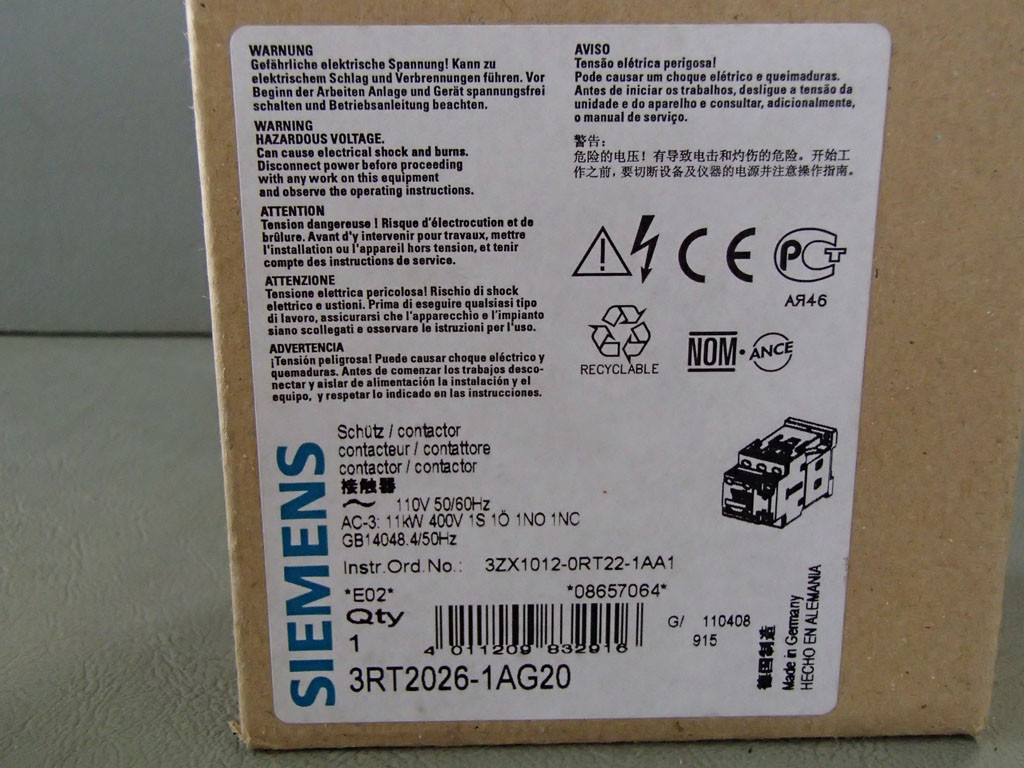 WARNUNG
Gefährliche elektrische Spannung! Kann zu
elektrischem Schlag und Verbrennungen führen. Vor
Beginn der Arbeiten Anlage und Gerät spannungsfrei
schalten und Betriebsanleitung beachten.
WARNING
HAZARDOUS VOLTAGE.
Can cause electrical shock and burns.
Disconnect power before proceeding
with any work on this equipment
and observe the operating instructions.
ATTENTION
Tension dangereuse ! Risque d'électrocution et de
brûlure. Avant d'y intervenir pour travaux, mettre
l'installation ou l'appareil hors tension, et tenir
compte des instructions de service.
ATTENZIONE
Tensione elettrica pericolosa! Rischio di shock
elettrico e ustioni. Prima di eseguire qualsiasi tipo
di lavoro, assicurarsi che l'apparecchio e l'impianto
siano scollegati e osservare le istruzioni per l'uso.
ADVERTENCIA
¡Tensión peligrosa! Puede causar choque eléctrico y
quemaduras. Antes de comenzar los trabajos desco-
nectar y aislar de alimentación la instalación y el
equipo, y respetar lo indicado en las instrucciones.
AVISO
Tensão elétrica perigosa!
Pode causar um choque elétrico e queimaduras.
Antes de iniciar os trabalhos, desligue a tensão da
unidade e do aparelho e consultar, adicionalmente,
o manual de serviço.
警告:
危险的电压! 有导致电击和灼伤的危险。开始工
作之前, 要切断设备及仪器的电源并注意操作指南。
CE PCT
АЯ46
RECYCLABLE
NOM·ANCE
SIEMENS
Schütz / contactor
contacteur / contattore
contactor / contactor
接触器
~ 110V 50/60Hz
AC-3: 11kW 400V 1S 1Ö 1NO 1NC
GB14048.4/50Hz
Instr.Ord.No.: 3ZX1012-0RT22-1AA1
*E02* *08657064*
Qty
1
4 011209 832916
G/ 110408
915
3RT2026-1AG20
德国制造
Made in Germany
HECHO EN ALEMANIA